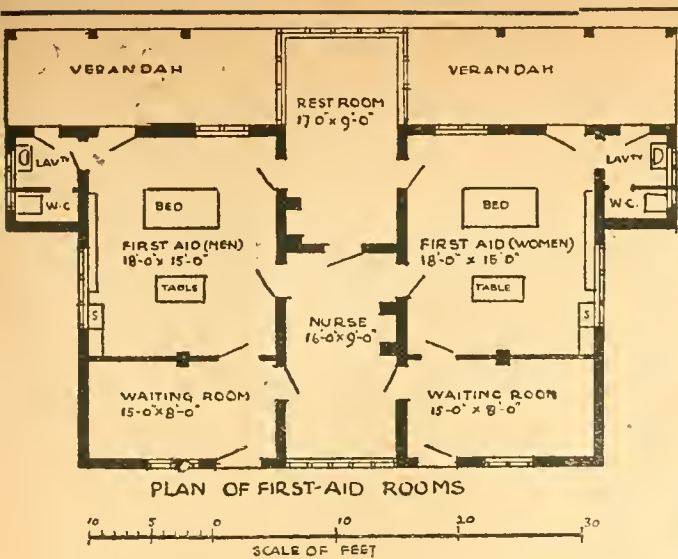 VERANDAH
VERANDAH
REST ROOM
17'0" x 9'-0"
LAVTY
W.C.
BED
FIRST AID (MEN)
18'-0" x 15'-0"
TABLE
S
LAVTY
W.C.
BED
FIRST AID (WOMEN)
18'-0" x 15'0"
TABLE
S
NURSE
16'-0" x 9'-0"
WAITING ROOM
15'-0" x 8'-0"
WAITING ROOM
15'-0" x 8'-0"
PLAN OF FIRST-AID ROOMS
10 5 0 10 20 30
SCALE OF FEET